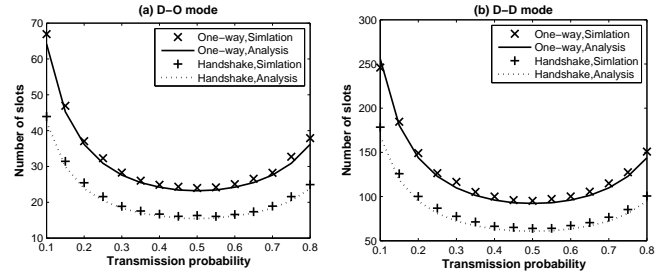 (a) D−O mode
Number of slots
70
60
50
40
30
20
10
× One−way,Simlation
One−way,Analysis
+ Handshake,Simlation
Handshake,Analysis
0.1 0.2 0.3 0.4 0.5 0.6 0.7 0.8
Transmission probability
(b) D−D mode
Number of slots
300
250
200
150
100
50
× One−way,Simlation
One−way,Analysis
+ Handshake,Simlation
Handshake,Analysis
0.1 0.2 0.3 0.4 0.5 0.6 0.7 0.8
Transmission probability